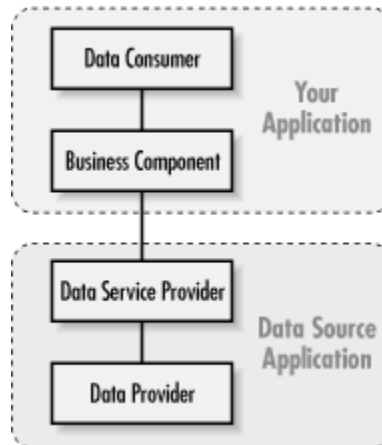 Data Consumer
Your
Application
Business Component
Data Service Provider
Data Source
Application
Data Provider